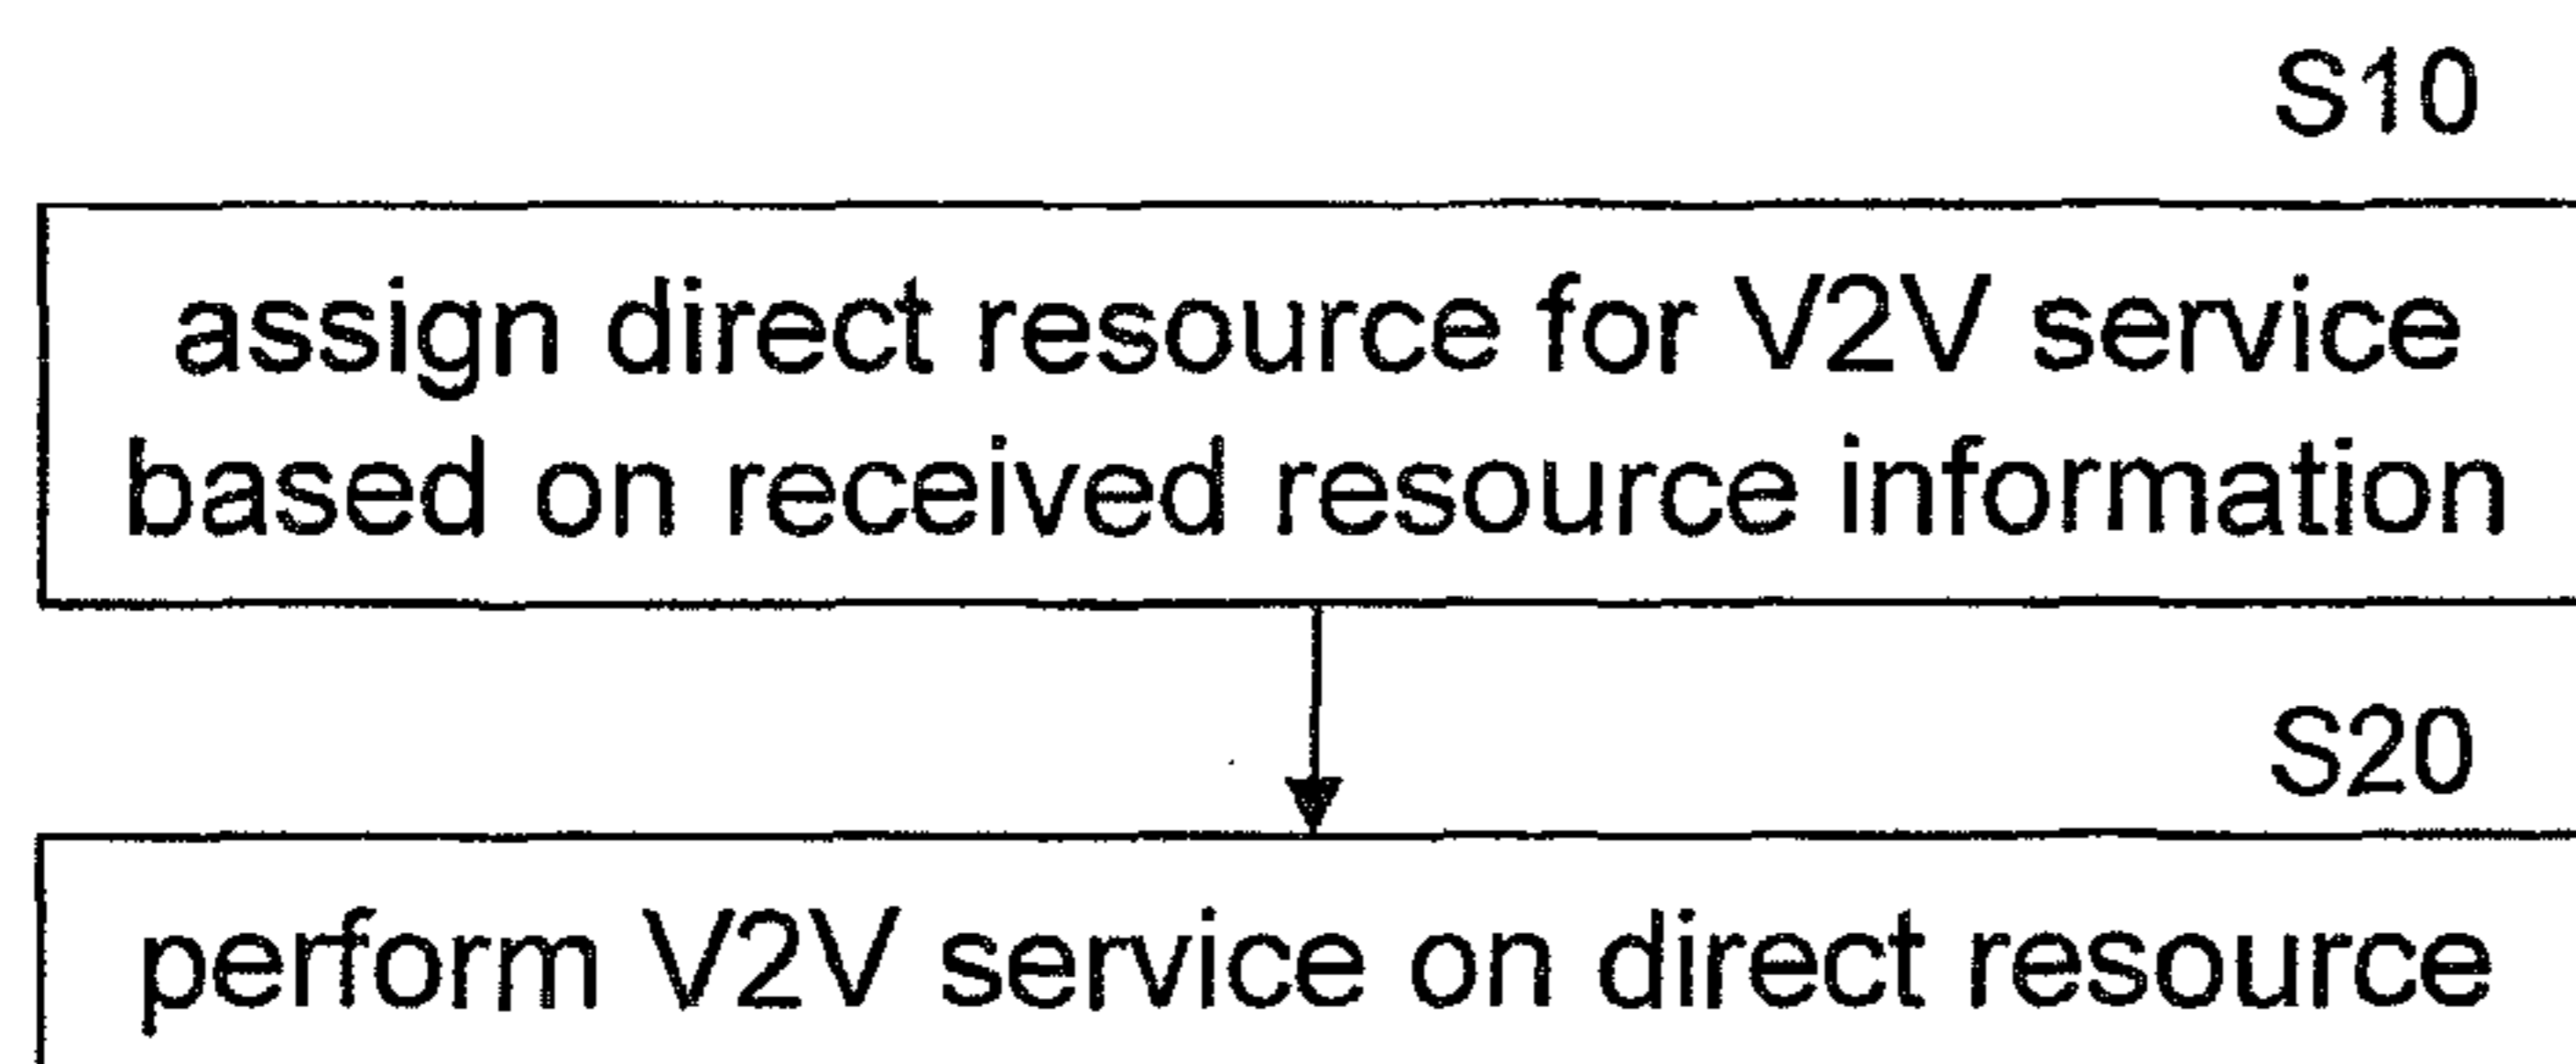 S10
assign direct resource for V2V service
based on received resource information
S20
perform V2V service on direct resource